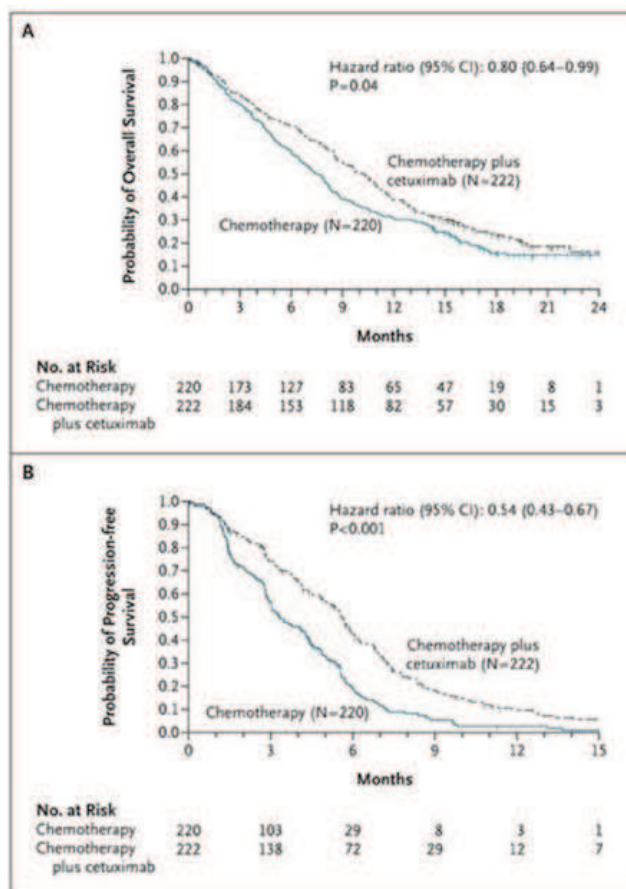 A
1.0
0.9
0.8
0.7
0.6
0.5
0.4
0.3
0.2
0.1
0.0
Probability of Overall Survival
Hazard ratio (95% CI): 0.80 (0.64–0.99)
P=0.04
Chemotherapy plus
cetuximab (N=222)
Chemotherapy (N=220)
0 3 6 9 12 15 18 21 24
Months
No. at Risk
Chemotherapy 220 173 127 83 65 47 19 8 1
Chemotherapy 222 184 153 118 82 57 30 15 3
plus cetuximab
B
1.0
0.9
0.8
0.7
0.6
0.5
0.4
0.3
0.2
0.1
0.0
Probability of Progression-free
Survival
Hazard ratio (95% CI): 0.54 (0.43–0.67)
P<0.001
Chemotherapy plus
cetuximab (N=222)
Chemotherapy (N=220)
0 3 6 9 12 15
Months
No. at Risk
Chemotherapy 220 103 29 8 3 1
Chemotherapy 222 138 72 29 12 7
plus cetuximab